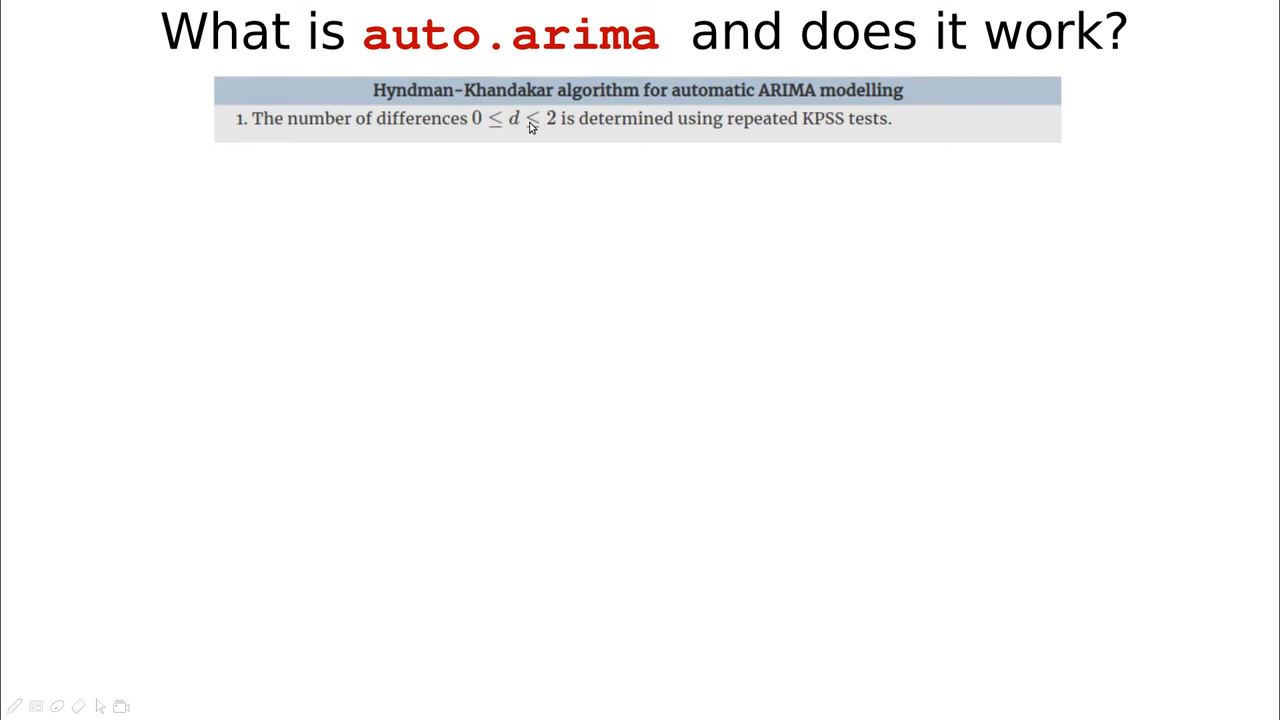 What is auto.arima and does it work?
Hyndman-Khandakar algorithm for automatic ARIMA modelling
1. The number of differences 0 ≤ d ≤ 2 is determined using repeated KPSS tests.